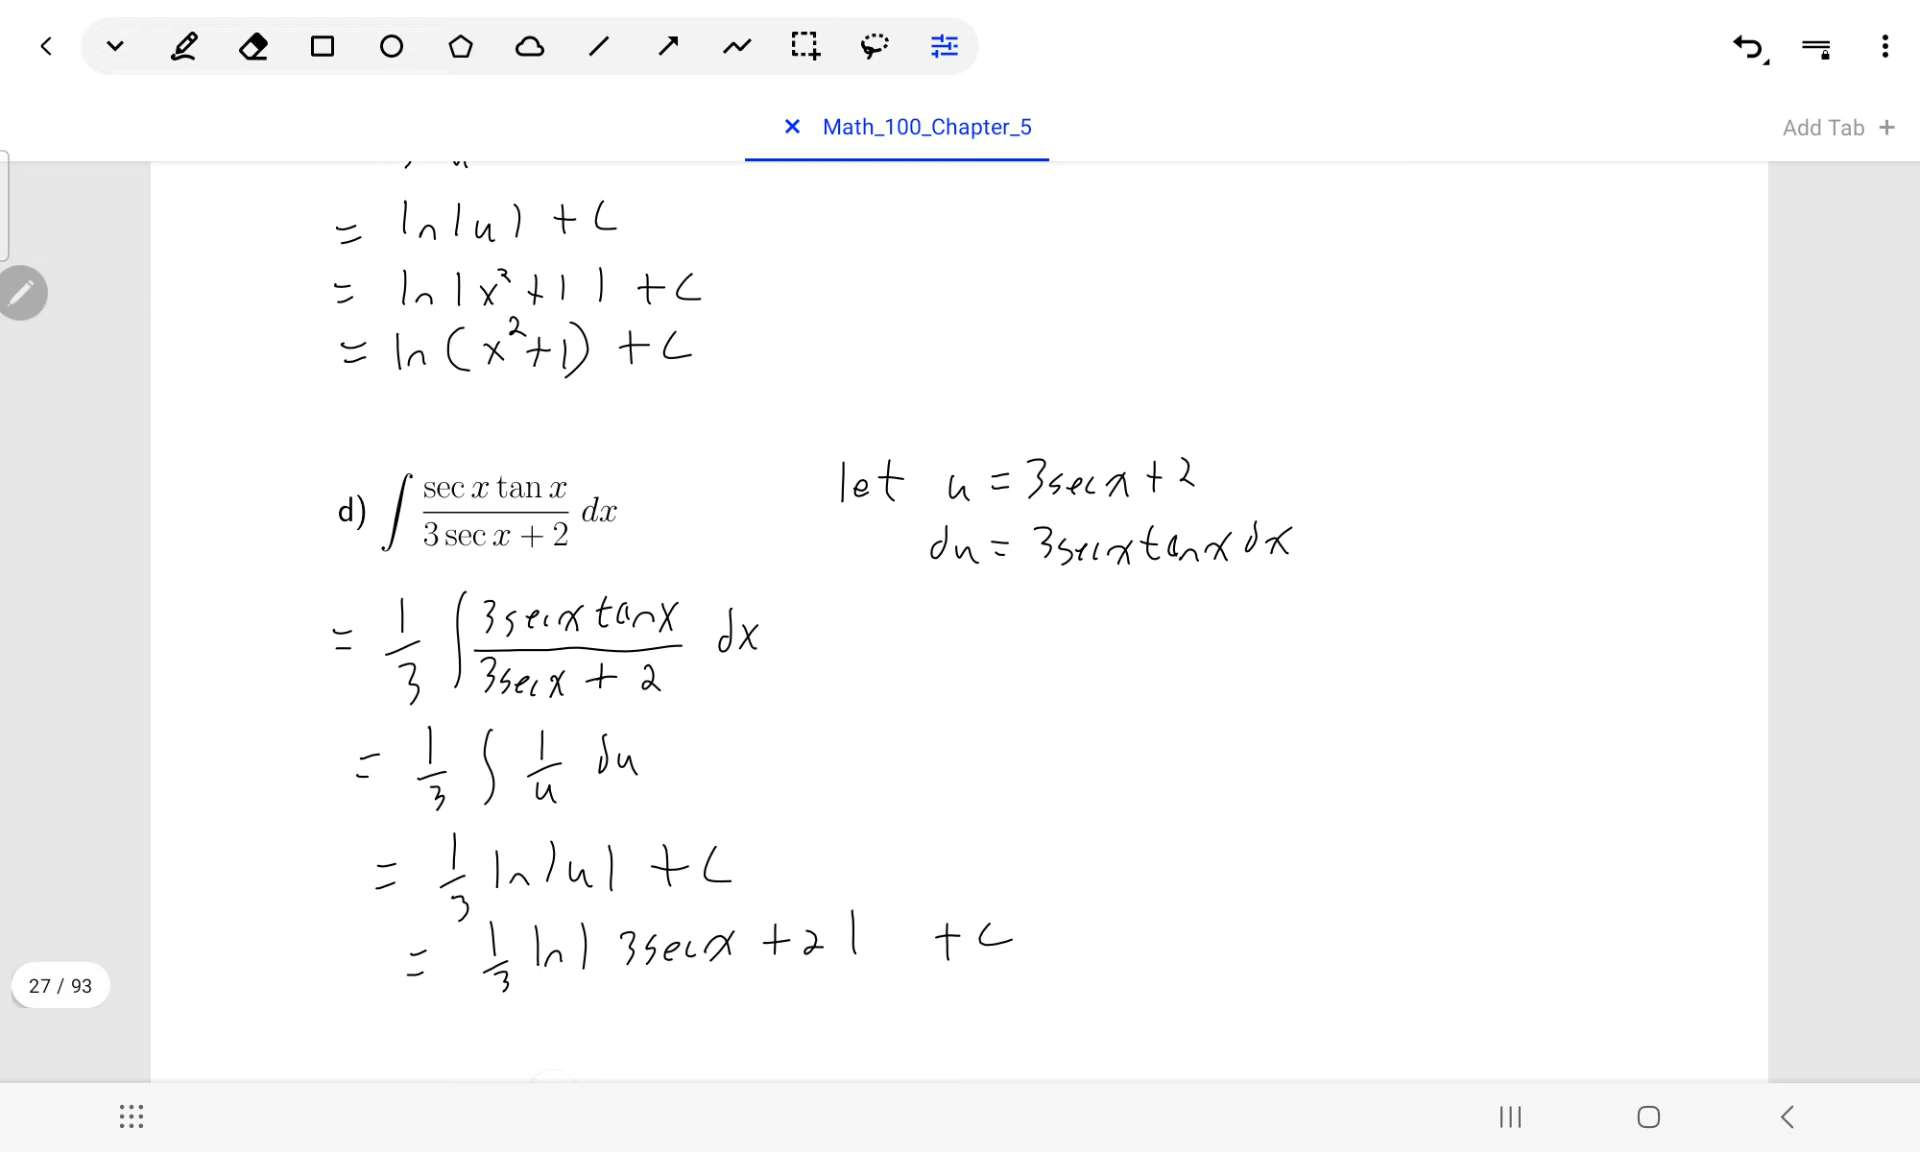 Math_100_Chapter_5
Add Tab +
= ln|u| + C
= ln|x²+1| + C
= ln(x²+1) + C
d) ∫ (sec x tan x)/(3 sec x + 2) dx
let u = 3secx + 2
du = 3secxtanx dx
= 1/3 ∫ (3secx tanx)/(3secx + 2) dx
= 1/3 ∫ 1/u du
= 1/3 ln|u| + C
= 1/3 ln|3secx + 2| + C
27 / 93